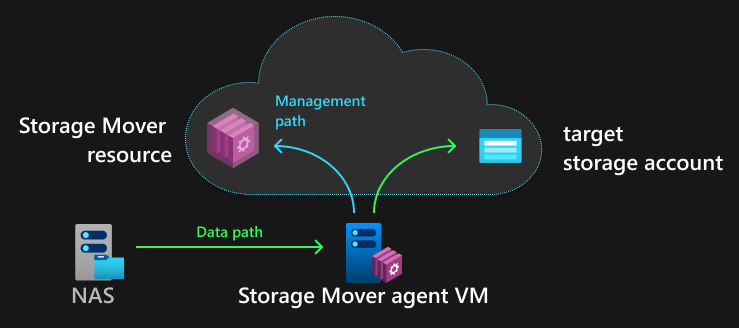 Management
path
Storage Mover
resource
target
storage account
Data path
NAS
Storage Mover agent VM